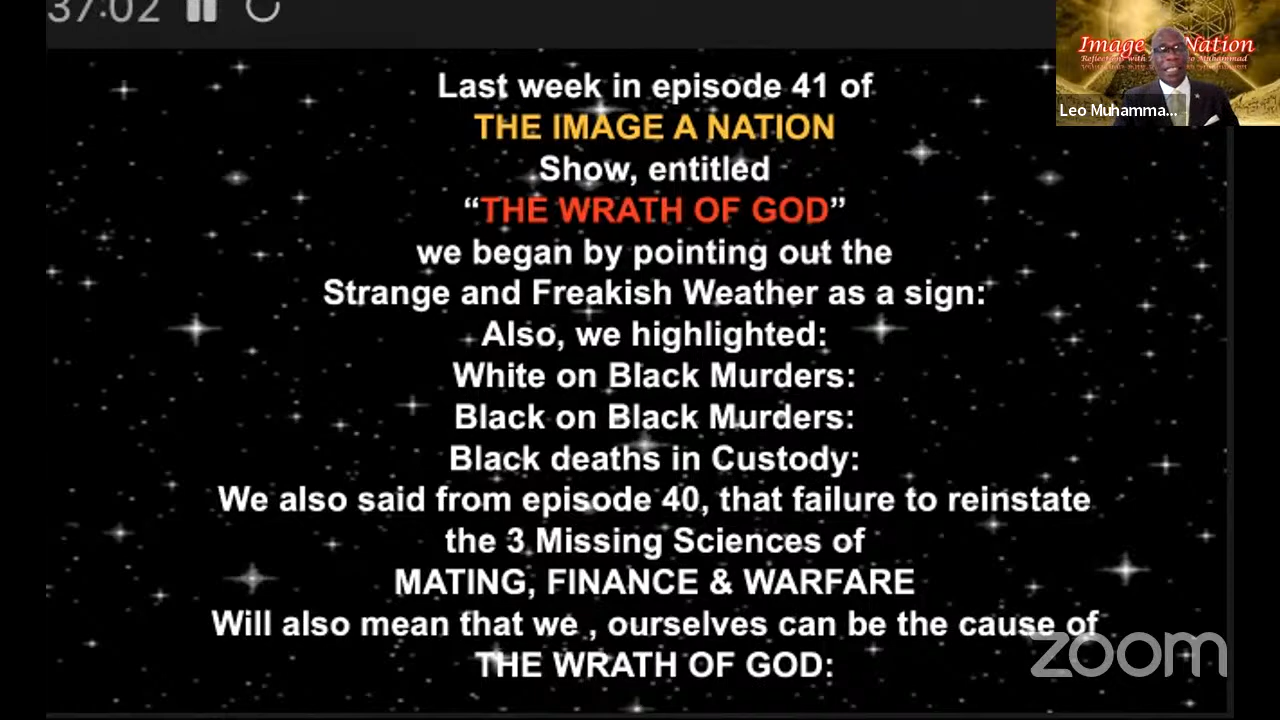 37:02
Image Nation
Leo Muhamma...
Last week in episode 41 of
THE IMAGE A NATION
Show, entitled
“THE WRATH OF GOD”
we began by pointing out the
Strange and Freakish Weather as a sign:
Also, we highlighted:
White on Black Murders:
Black on Black Murders:
Black deaths in Custody:
We also said from episode 40, that failure to reinstate
the 3 Missing Sciences of
MATING, FINANCE & WARFARE
Will also mean that we , ourselves can be the cause of
THE WRATH OF GOD:
zoom